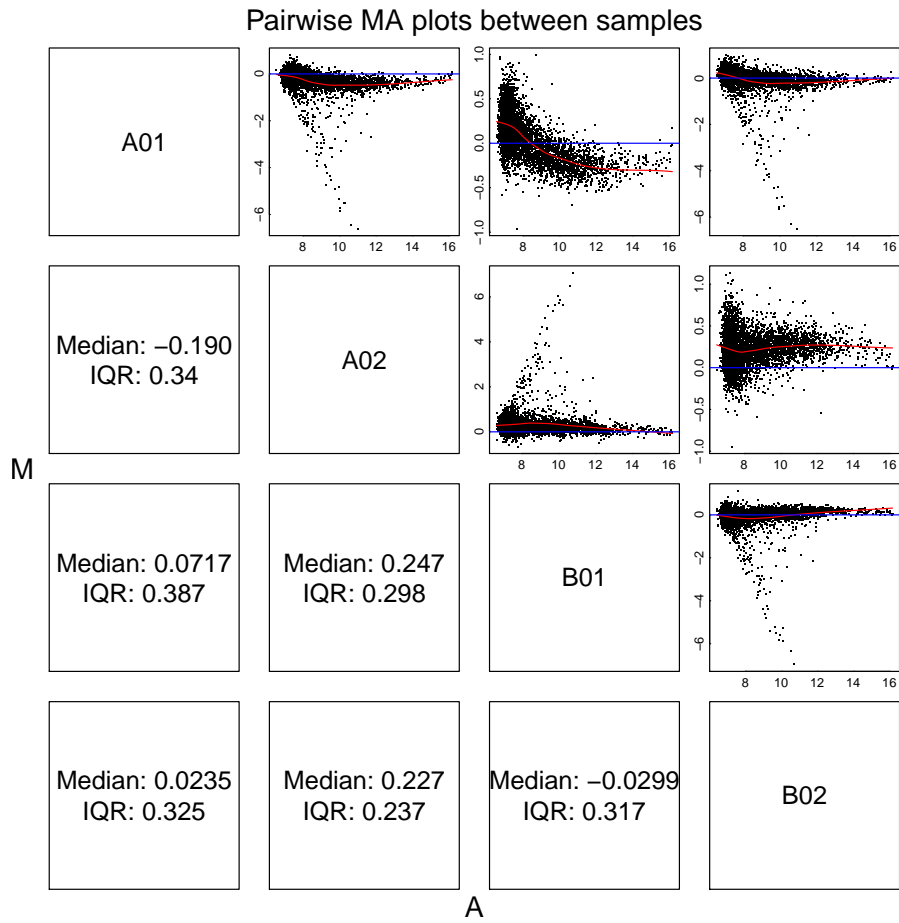 Pairwise MA plots between samples
A01
0
−2
−4
−6
8 10 12 14 16
1.0
0.5
0.0
−0.5
−1.0
8 10 12 14 16
0
−2
−4
−6
8 10 12 14 16
Median: −0.190
IQR: 0.34
A02
6
4
2
0
8 10 12 14 16
1.0
0.5
0.0
−0.5
−1.0
8 10 12 14 16
M
Median: 0.0717
IQR: 0.387
Median: 0.247
IQR: 0.298
B01
0
−2
−4
−6
8 10 12 14 16
Median: 0.0235
IQR: 0.325
Median: 0.227
IQR: 0.237
Median: −0.0299
IQR: 0.317
B02
A